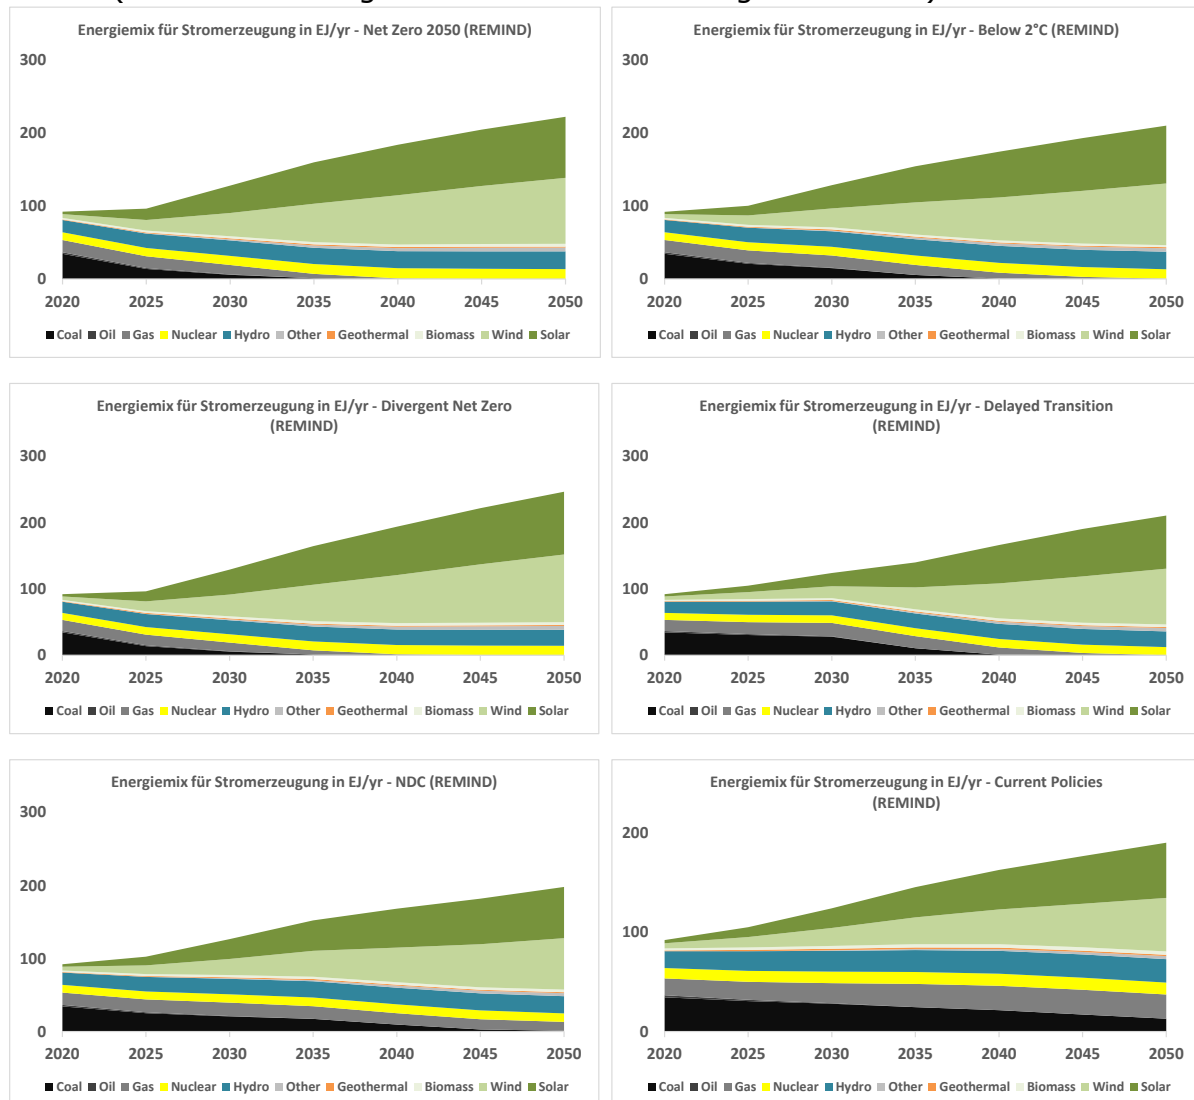 Energiemix für Stromerzeugung in EJ/yr - Net Zero 2050 (REMIND)
300
200
100
0
2020 2025 2030 2035 2040 2045 2050
Coal Oil Gas Nuclear Hydro Other Geothermal Biomass Wind Solar
Energiemix für Stromerzeugung in EJ/yr - Below 2°C (REMIND)
300
200
100
0
2020 2025 2030 2035 2040 2045 2050
Coal Oil Gas Nuclear Hydro Other Geothermal Biomass Wind Solar
Energiemix für Stromerzeugung in EJ/yr - Divergent Net Zero
(REMIND)
300
200
100
0
2020 2025 2030 2035 2040 2045 2050
Coal Oil Gas Nuclear Hydro Other Geothermal Biomass Wind Solar
Energiemix für Stromerzeugung in EJ/yr - Delayed Transition
(REMIND)
300
200
100
0
2020 2025 2030 2035 2040 2045 2050
Coal Oil Gas Nuclear Hydro Other Geothermal Biomass Wind Solar
Energiemix für Stromerzeugung in EJ/yr - NDC (REMIND)
300
200
100
0
2020 2025 2030 2035 2040 2045 2050
Coal Oil Gas Nuclear Hydro Other Geothermal Biomass Wind Solar
Energiemix für Stromerzeugung in EJ/yr - Current Policies
(REMIND)
200
100
0
2020 2025 2030 2035 2040 2045 2050
Coal Oil Gas Nuclear Hydro Other Geothermal Biomass Wind Solar